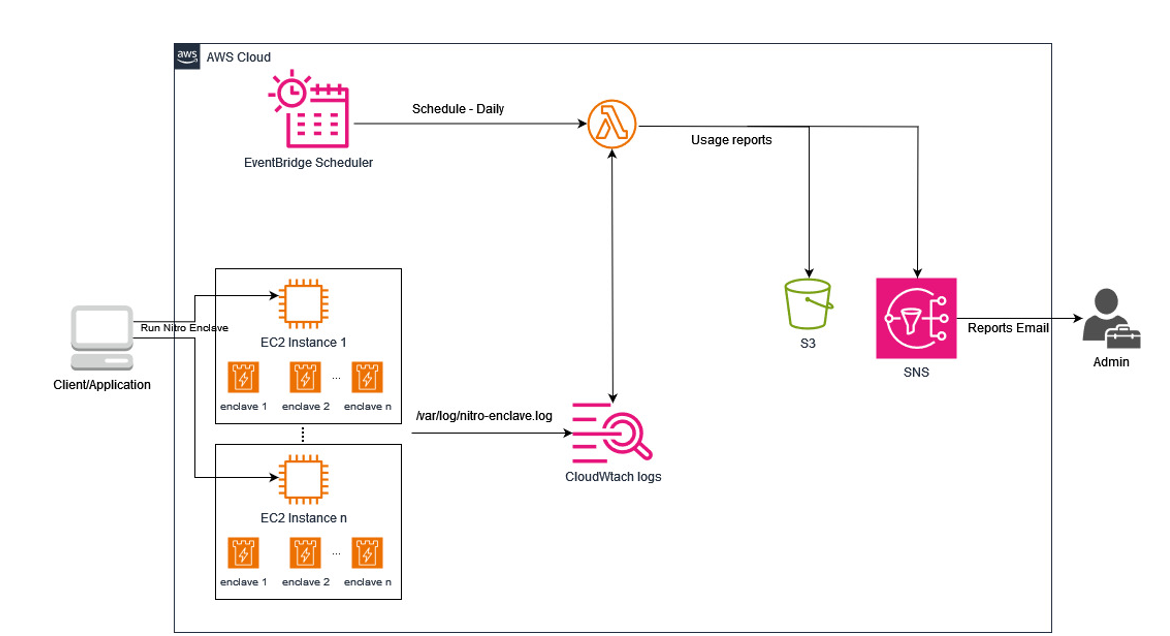 aws
AWS Cloud
Schedule - Daily
EventBridge Scheduler
Usage reports
Run Nitro Enclave
Client/Application
EC2 Instance 1
enclave 1
enclave 2
...
enclave n
/var/log/nitro-enclave.log
CloudWtach logs
S3
SNS
Reports Email
Admin
EC2 Instance n
enclave 1
enclave 2
...
enclave n